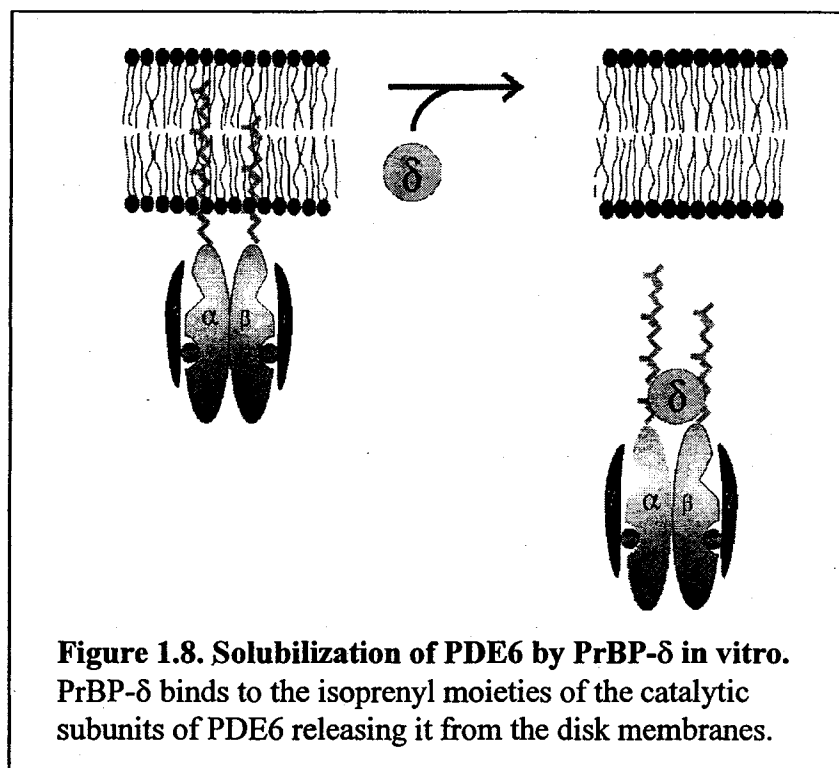 δ
α β
δ
α β
Figure 1.8. Solubilization of PDE6 by PrBP-δ in vitro.
PrBP-δ binds to the isoprenyl moieties of the catalytic
subunits of PDE6 releasing it from the disk membranes.